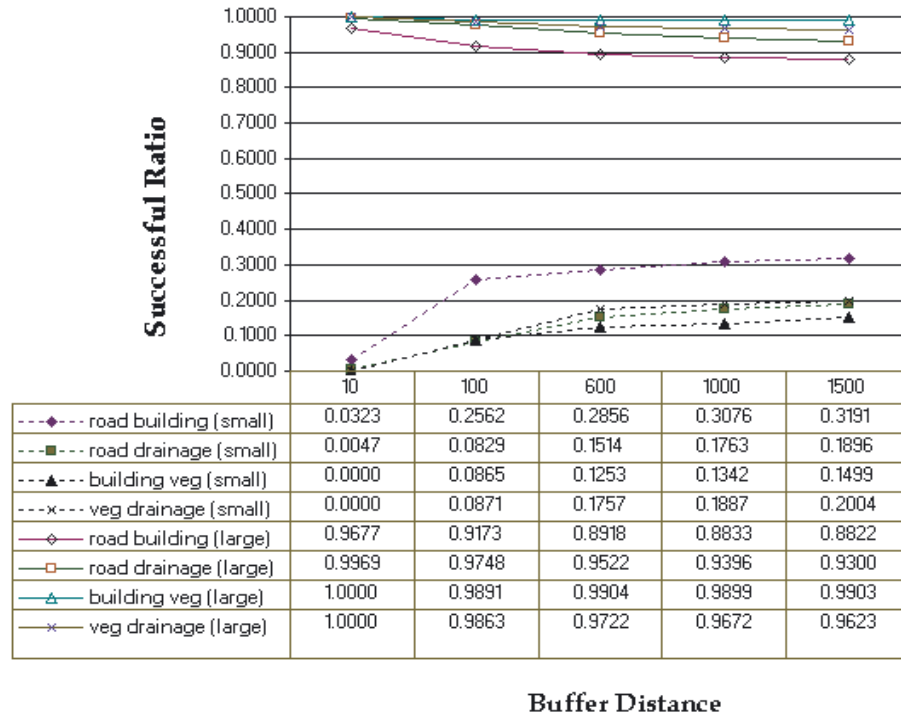 Successful Ratio
1.0000
0.9000
0.8000
0.7000
0.6000
0.5000
0.4000
0.3000
0.2000
0.1000
0.0000
10 100 600 1000 1500
road building (small) 0.0323 0.2562 0.2856 0.3076 0.3191
road drainage (small) 0.0047 0.0829 0.1514 0.1763 0.1896
building veg (small) 0.0000 0.0865 0.1253 0.1342 0.1499
veg drainage (small) 0.0000 0.0871 0.1757 0.1887 0.2004
road building (large) 0.9677 0.9173 0.8918 0.8833 0.8822
road drainage (large) 0.9969 0.9748 0.9522 0.9396 0.9300
building veg (large) 1.0000 0.9891 0.9904 0.9899 0.9903
veg drainage (large) 1.0000 0.9863 0.9722 0.9672 0.9623
Buffer Distance